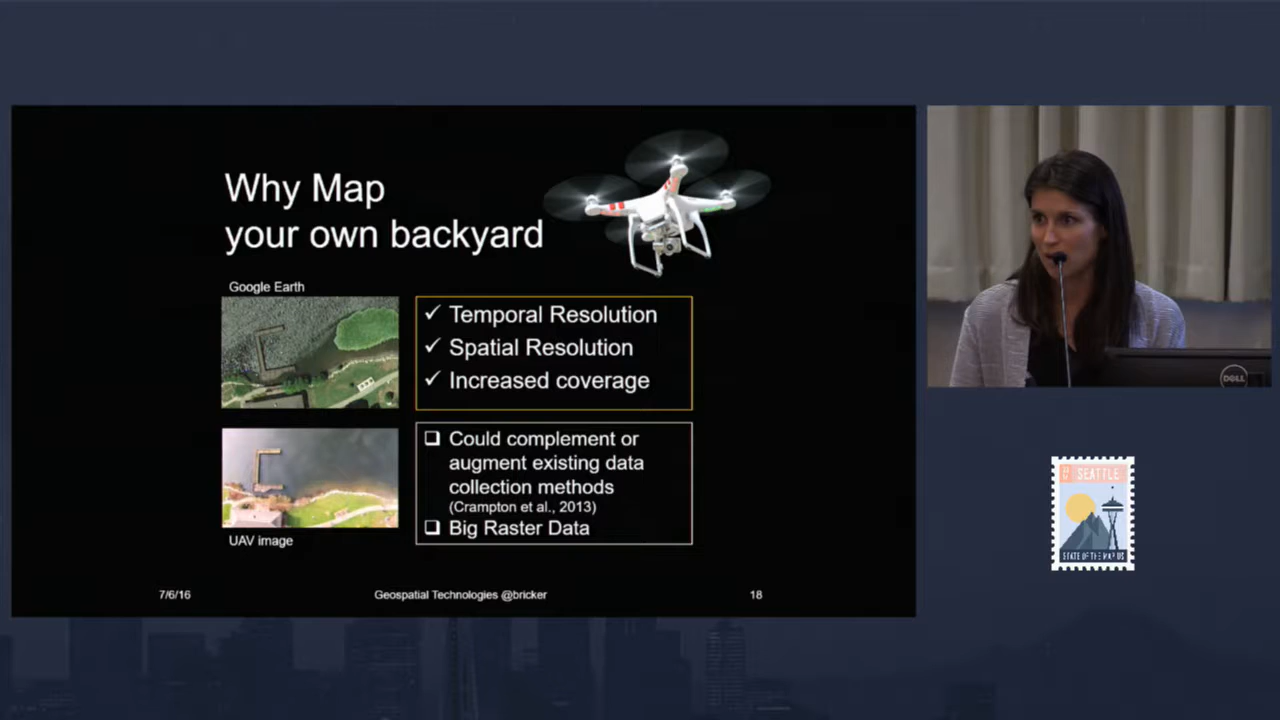 Why Map
your own backyard
Google Earth
✓ Temporal Resolution
✓ Spatial Resolution
✓ Increased coverage
❑ Could complement or
augment existing data
collection methods
(Crampton et al., 2013)
❑ Big Raster Data
UAV image
7/6/16
Geospatial Technologies @bricker
18
DELL
SEATTLE
STATE OF THE MAP US